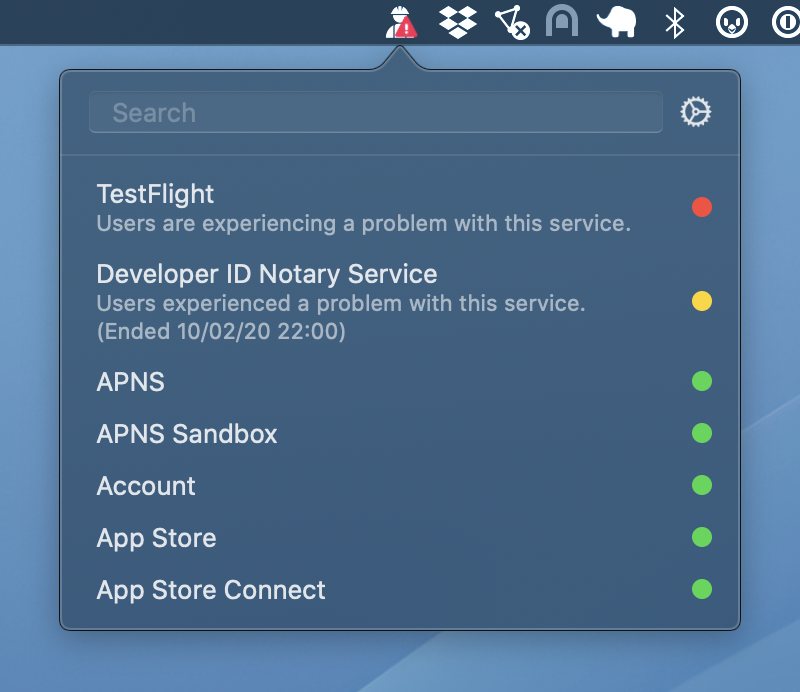 Search
TestFlight
Users are experiencing a problem with this service.
Developer ID Notary Service
Users experienced a problem with this service.
(Ended 10/02/20 22:00)
APNS
APNS Sandbox
Account
App Store
App Store Connect